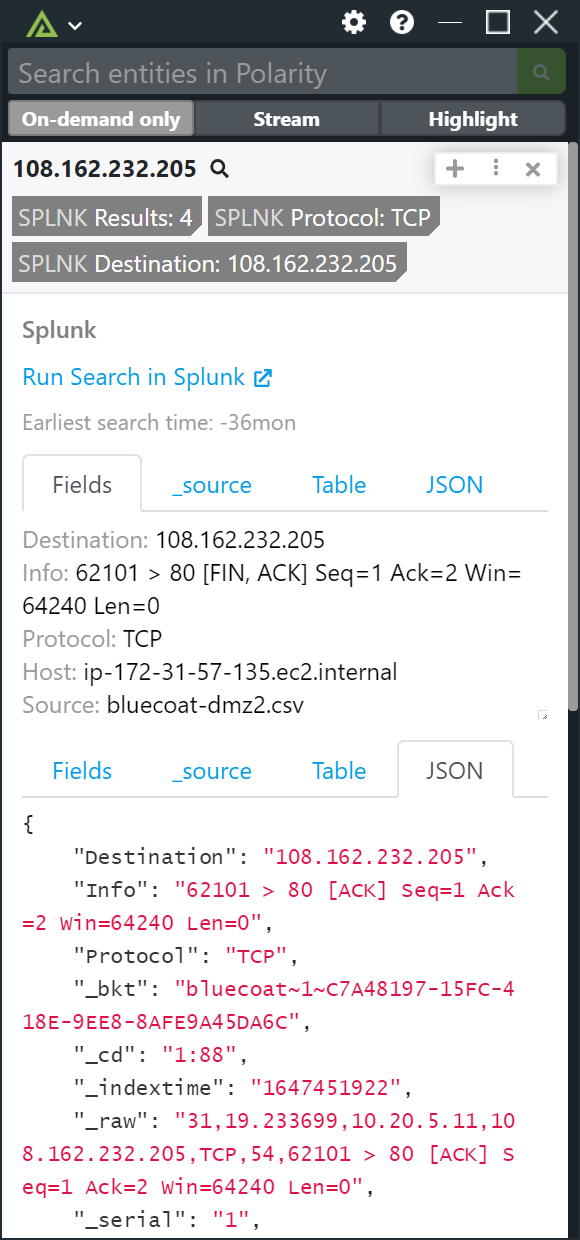 Search entities in Polarity
On-demand only Stream Highlight
108.162.232.205
SPLNK Results: 4 SPLNK Protocol: TCP
SPLNK Destination: 108.162.232.205
Splunk
Run Search in Splunk
Earliest search time: -36mon
Fields _source Table JSON
Destination: 108.162.232.205
Info: 62101 > 80 [FIN, ACK] Seq=1 Ack=2 Win=
64240 Len=0
Protocol: TCP
Host: ip-172-31-57-135.ec2.internal
Source: bluecoat-dmz2.csv
Fields _source Table JSON
{
"Destination": "108.162.232.205",
"Info": "62101 > 80 [ACK] Seq=1 Ack
=2 Win=64240 Len=0",
"Protocol": "TCP",
"_bkt": "bluecoat~1~C7A48197-15FC-4
18E-9EE8-8AFE9A45DA6C",
"_cd": "1:88",
"_indextime": "1647451922",
"_raw": "31,19.233699,10.20.5.11,10
8.162.232.205,TCP,54,62101 > 80 [ACK] S
eq=1 Ack=2 Win=64240 Len=0",
"_serial": "1",